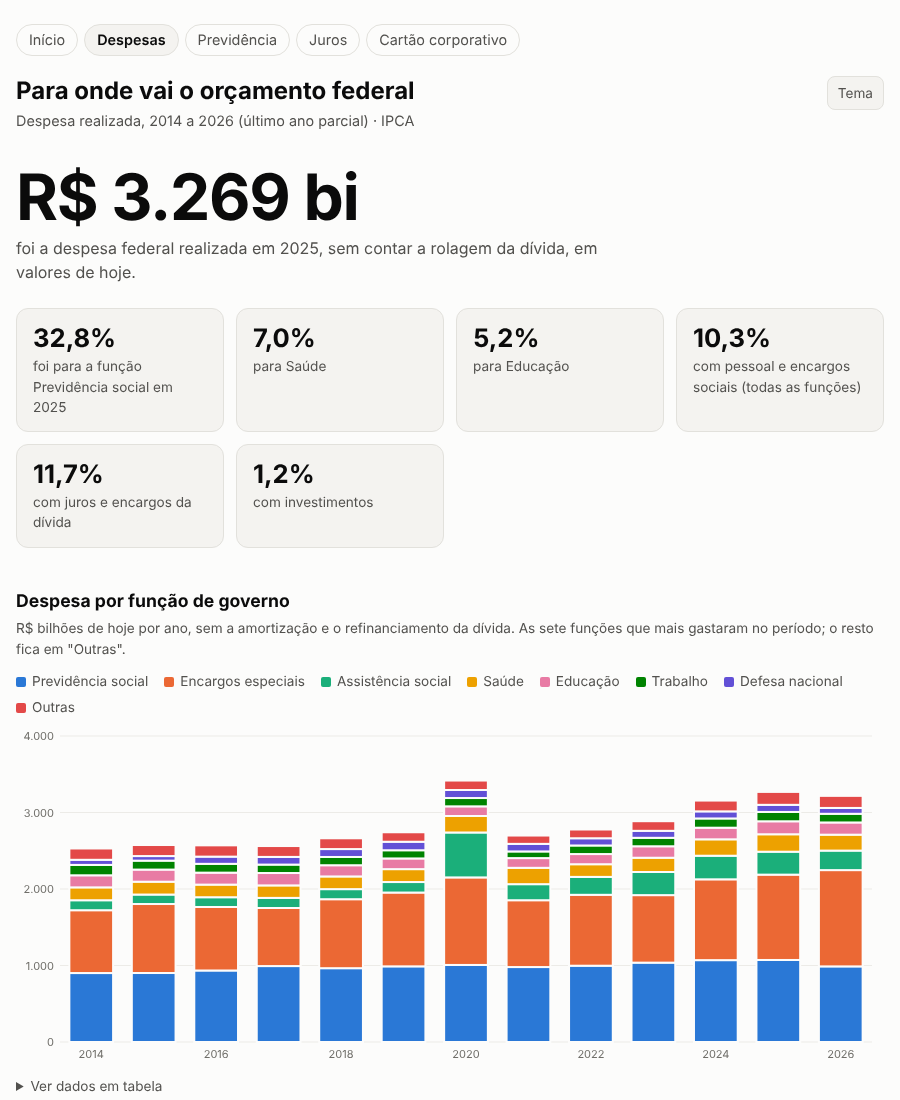 Início Despesas Previdência Juros Cartão corporativo
Para onde vai o orçamento federal
Tema
Despesa realizada, 2014 a 2026 (último ano parcial) · IPCA
R$ 3.269 bi
foi a despesa federal realizada em 2025, sem contar a rolagem da dívida, em
valores de hoje.
32,8%
foi para a função
Previdência social em
2025
7,0%
para Saúde
5,2%
para Educação
10,3%
com pessoal e encargos
sociais (todas as funções)
11,7%
com juros e encargos da
dívida
1,2%
com investimentos
Despesa por função de governo
R$ bilhões de hoje por ano, sem a amortização e o refinanciamento da dívida. As sete funções que mais gastaram no período; o resto
fica em "Outras".
Previdência social Encargos especiais Assistência social Saúde Educação Trabalho Defesa nacional
Outras
4.000
3.000
2.000
1.000
0
2014 2016 2018 2020 2022 2024 2026
Ver dados em tabela